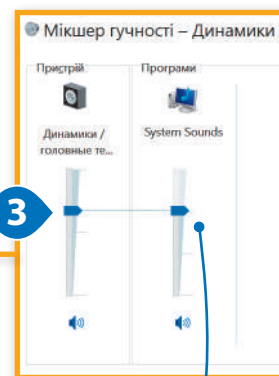 Мікшер гучності – Динамики
Пристрій
Програми
Динамики /
головные те...
System Sounds
3